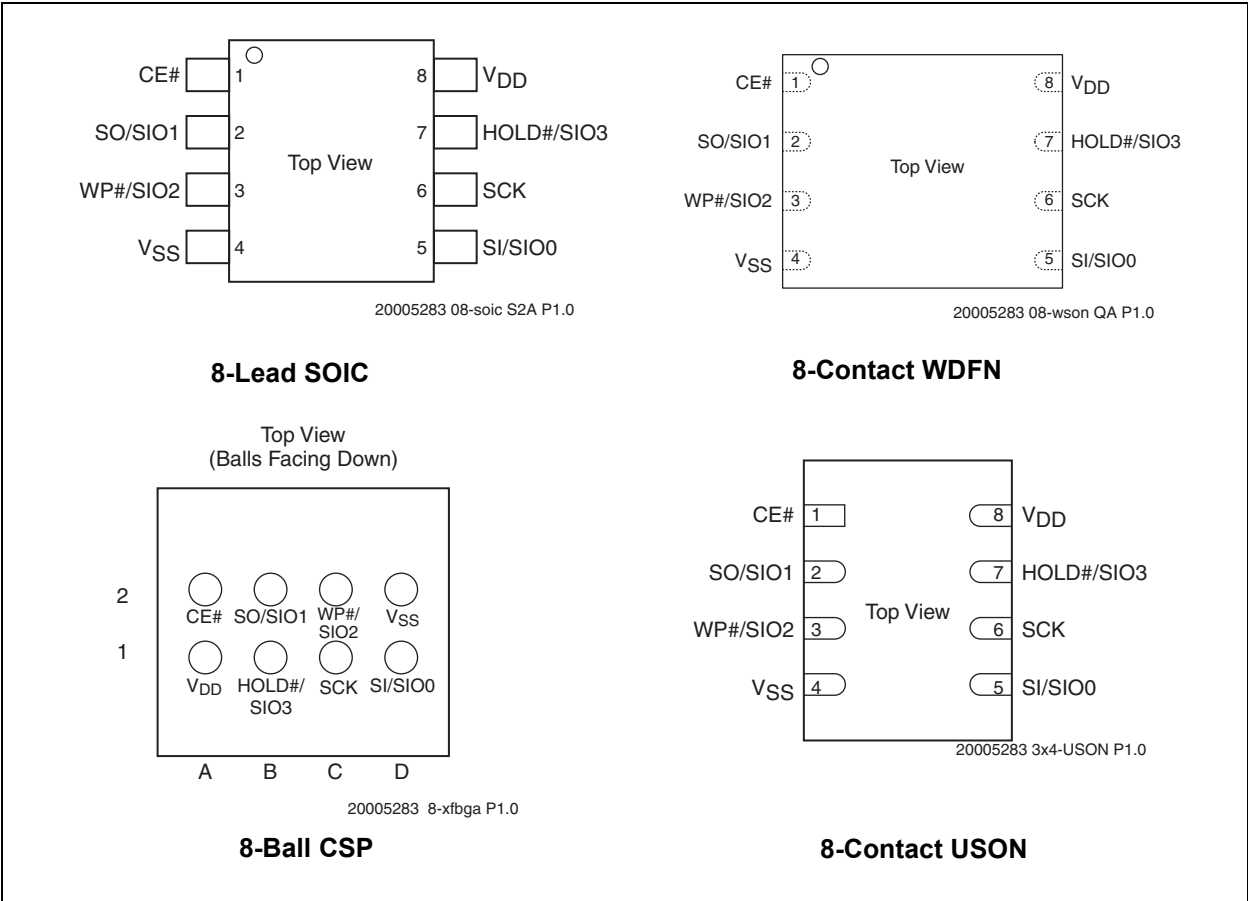 CE# 1 8 VDD
SO/SIO1 2 7 HOLD#/SIO3
Top View
WP#/SIO2 3 6 SCK
VSS 4 5 SI/SIO0
20005283 08-soic S2A P1.0
8-Lead SOIC
CE# 1 8 VDD
SO/SIO1 2 7 HOLD#/SIO3
Top View
WP#/SIO2 3 6 SCK
VSS 4 5 SI/SIO0
20005283 08-wson QA P1.0
8-Contact WDFN
Top View
(Balls Facing Down)
2
CE# SO/SIO1 WP#/ VSS
SIO2
1
VDD HOLD#/ SCK SI/SIO0
SIO3
A B C D
20005283 8-xfbga P1.0
8-Ball CSP
CE# 1 8 VDD
SO/SIO1 2 7 HOLD#/SIO3
Top View
WP#/SIO2 3 6 SCK
VSS 4 5 SI/SIO0
20005283 3x4-USON P1.0
8-Contact USON